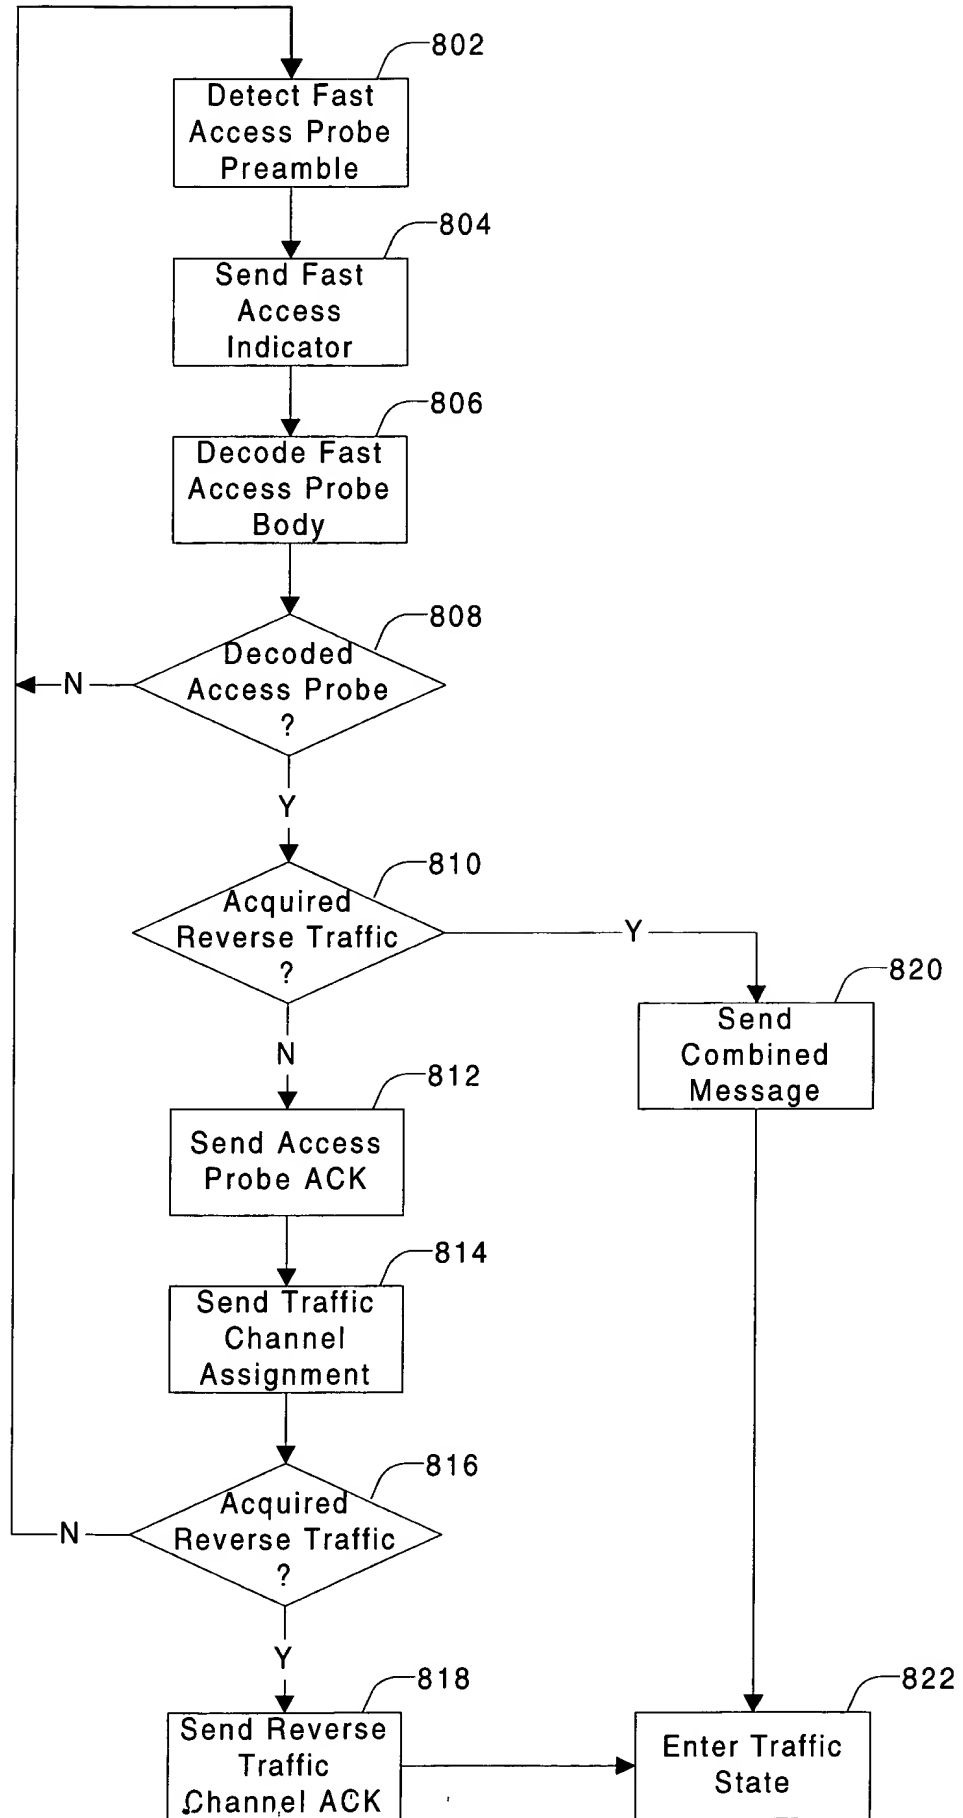 802
Detect Fast
Access Probe
Preamble
804
Send Fast
Access
Indicator
806
Decode Fast
Access Probe
Body
808
Decoded
Access Probe
?
N
Y
810
Acquired
Reverse Traffic
?
Y
N
820
Send
Combined
Message
812
Send Access
Probe ACK
814
Send Traffic
Channel
Assignment
816
Acquired
Reverse Traffic
?
N
Y
818
Send Reverse
Traffic
Channel ACK
822
Enter Traffic
State